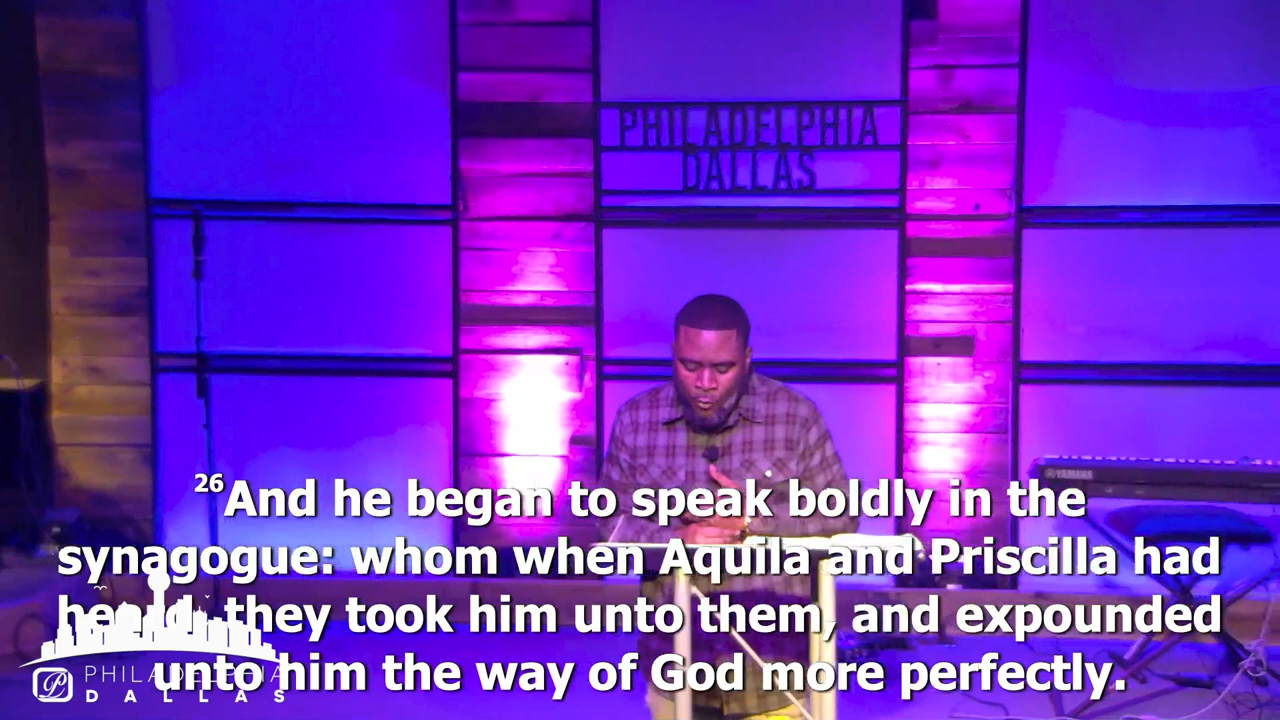 PHILADELPHIA
DALLAS
YAMAHA
26And he began to speak boldly in the
synagogue: whom when Aquila and Priscilla had
heard, they took him unto them, and expounded
unto him the way of God more perfectly.
P PHILADELPHIA
DALLAS